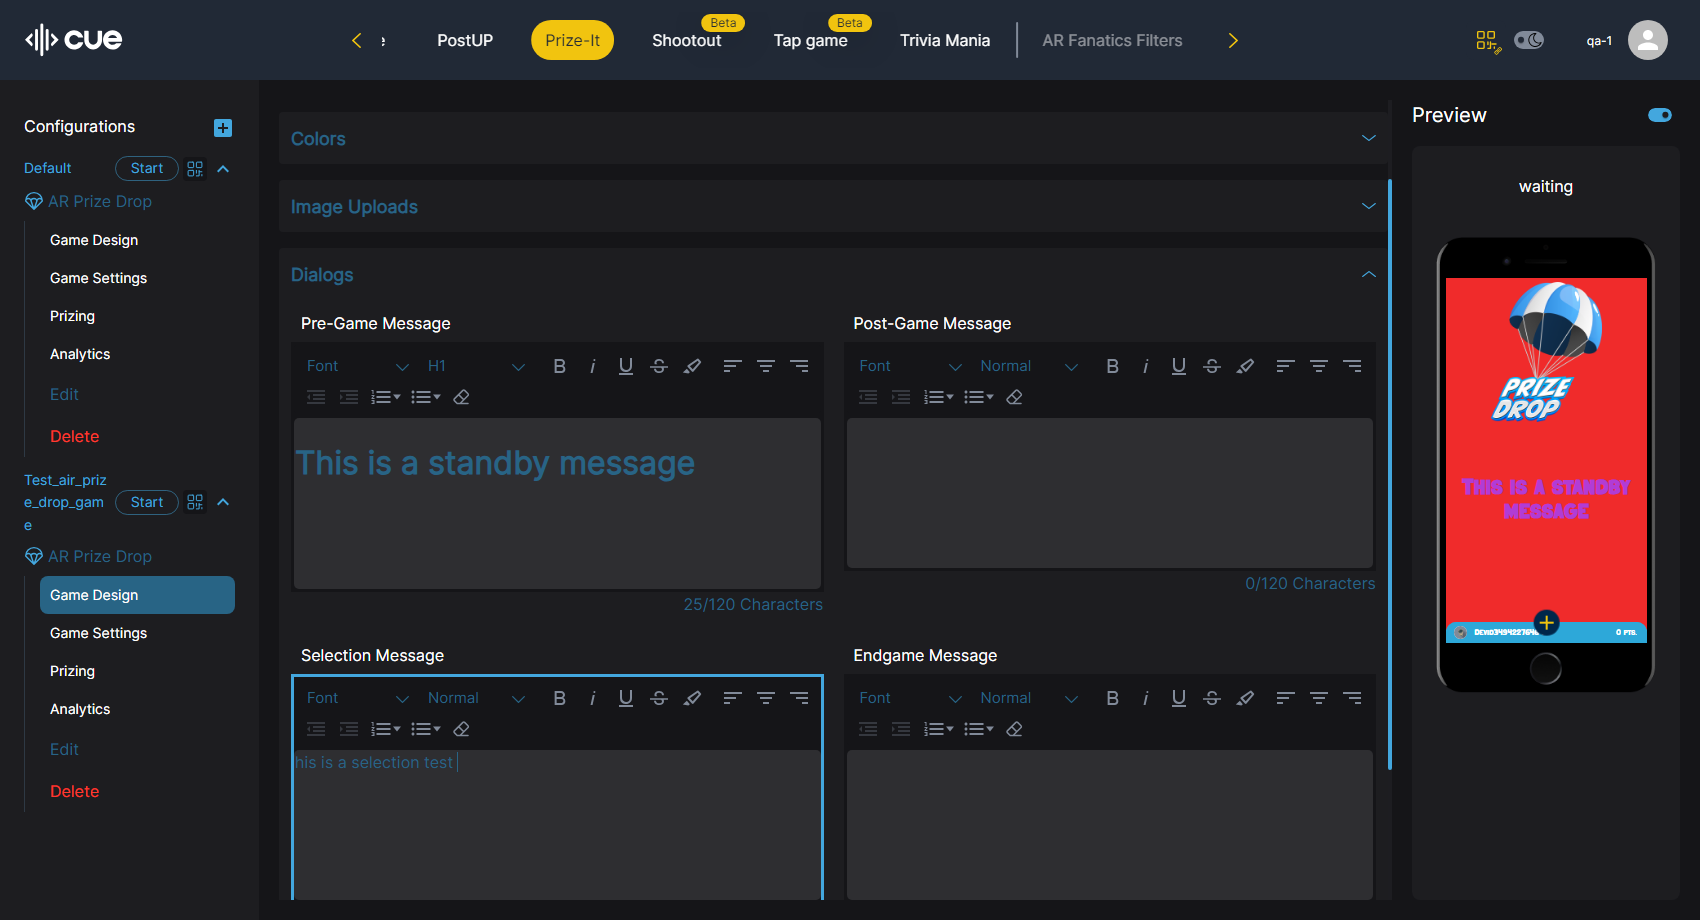 cue
PostUP
Prize-It
Beta
Shootout
Beta
Tap game
Trivia Mania
AR Fanatics Filters
qa-1
Configurations
Default
Start
AR Prize Drop
Game Design
Game Settings
Prizing
Analytics
Edit
Delete
Test_air_priz
e_drop_gam
e
Start
AR Prize Drop
Game Design
Game Settings
Prizing
Analytics
Edit
Delete
Colors
Image Uploads
Dialogs
Pre-Game Message
Font
H1
This is a standby message
25/120 Characters
Post-Game Message
Font
Normal
0/120 Characters
Selection Message
Font
Normal
his is a selection test
Endgame Message
Font
Normal
Preview
waiting
PRIZE
DROP
This is a standby
message
0 pts.